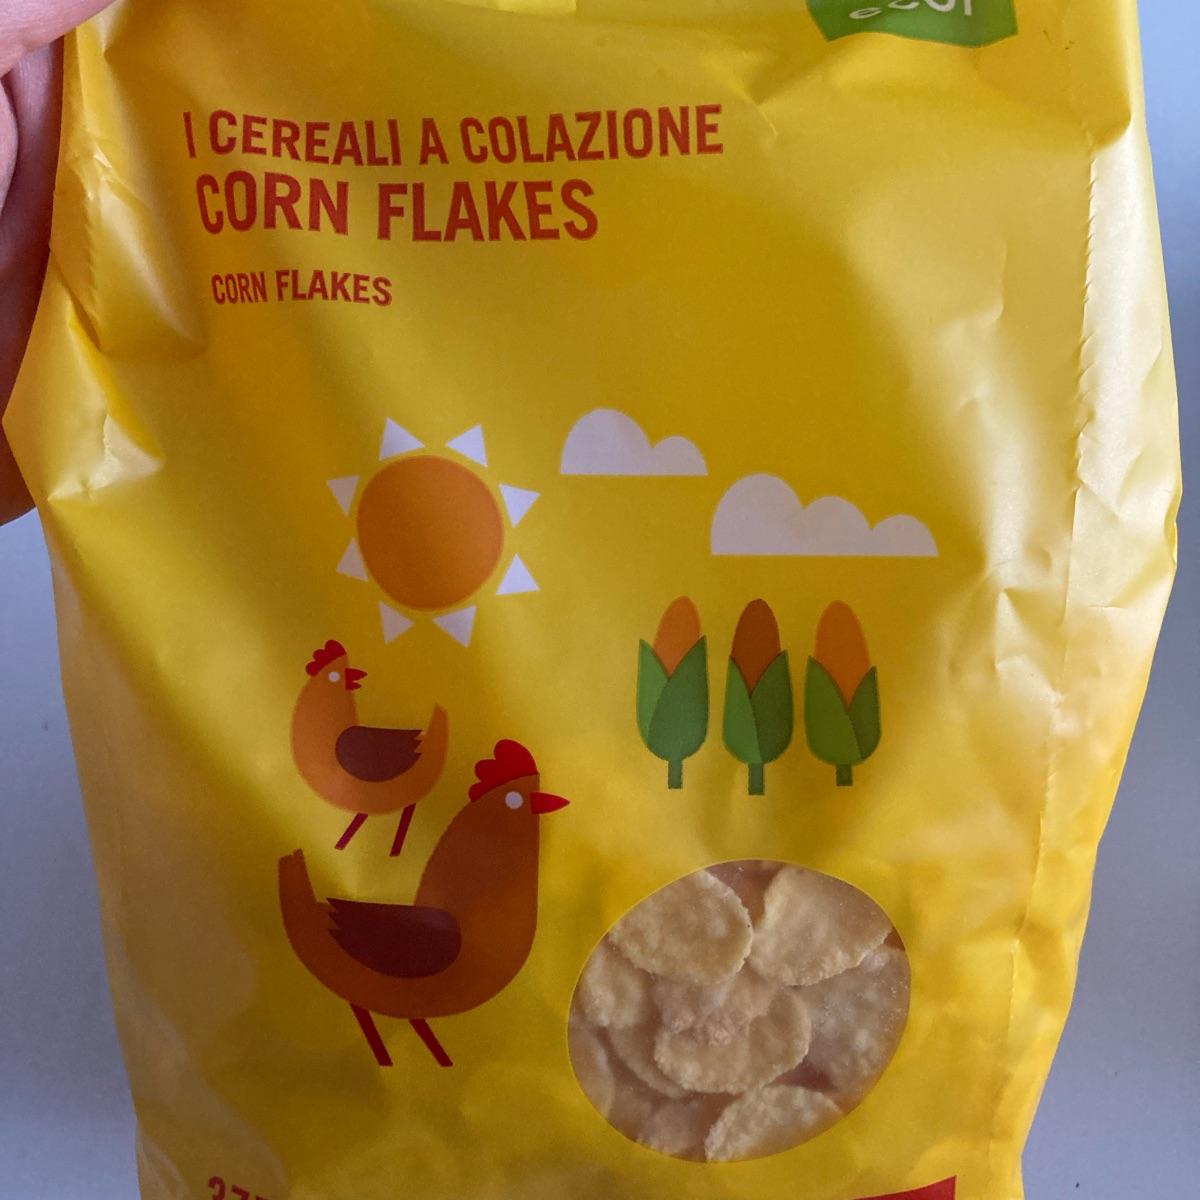 I CEREALI A COLAZIONE
CORN FLAKES
CORN FLAKES